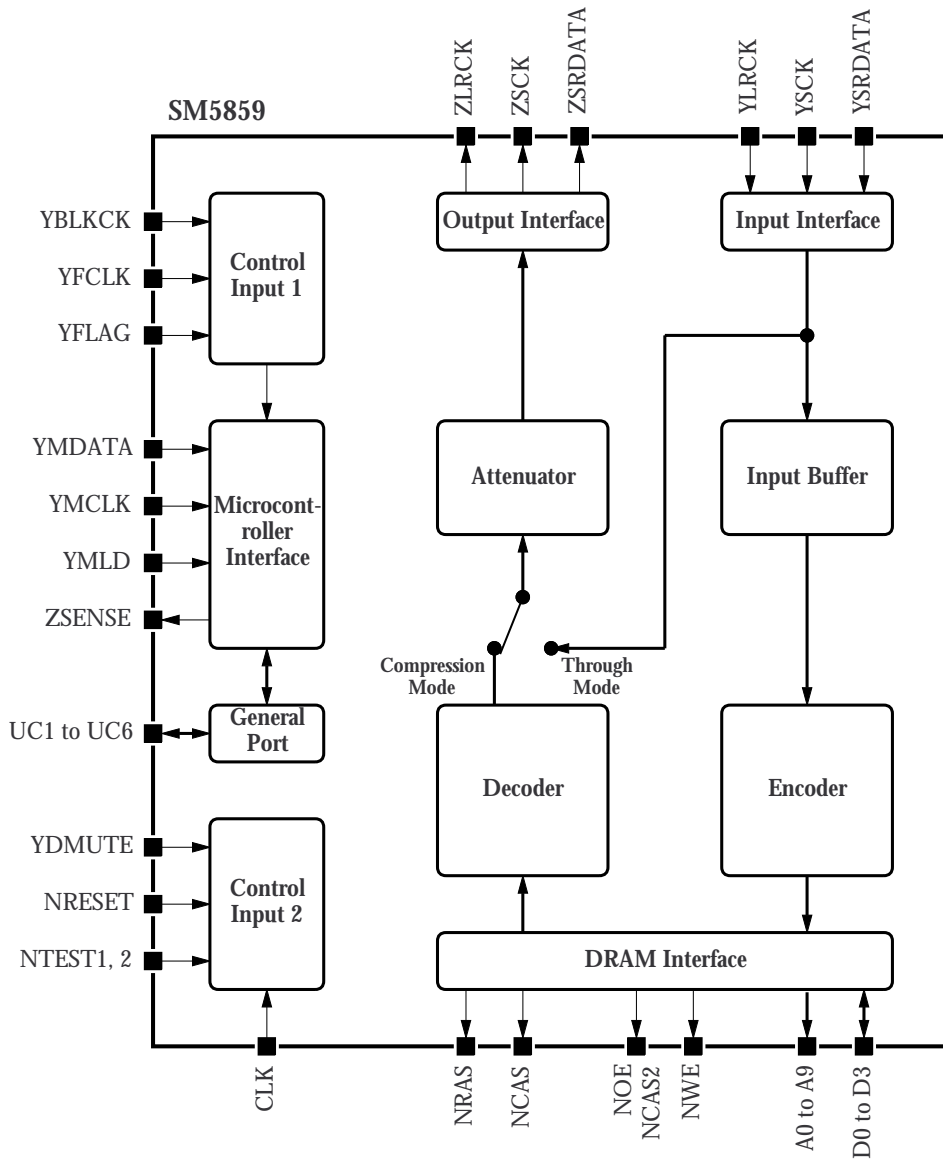 ZLRCK
ZSCK
ZSRDATA
YLRCK
YSCK
YSRDATA
SM5859
YBLKCK
YFCLK
YFLAG
Control
Input 1
Output Interface
Input Interface
YMDATA
YMCLK
YMLD
ZSENSE
Microcont-
roller
Interface
Attenuator
Input Buffer
Compression
Mode
Through
Mode
UC1 to UC6
General
Port
Decoder
Encoder
YDMUTE
NRESET
NTEST1, 2
Control
Input 2
DRAM Interface
CLK
NRAS
NCAS
NOE
NCAS2
NWE
A0 to A9
D0 to D3